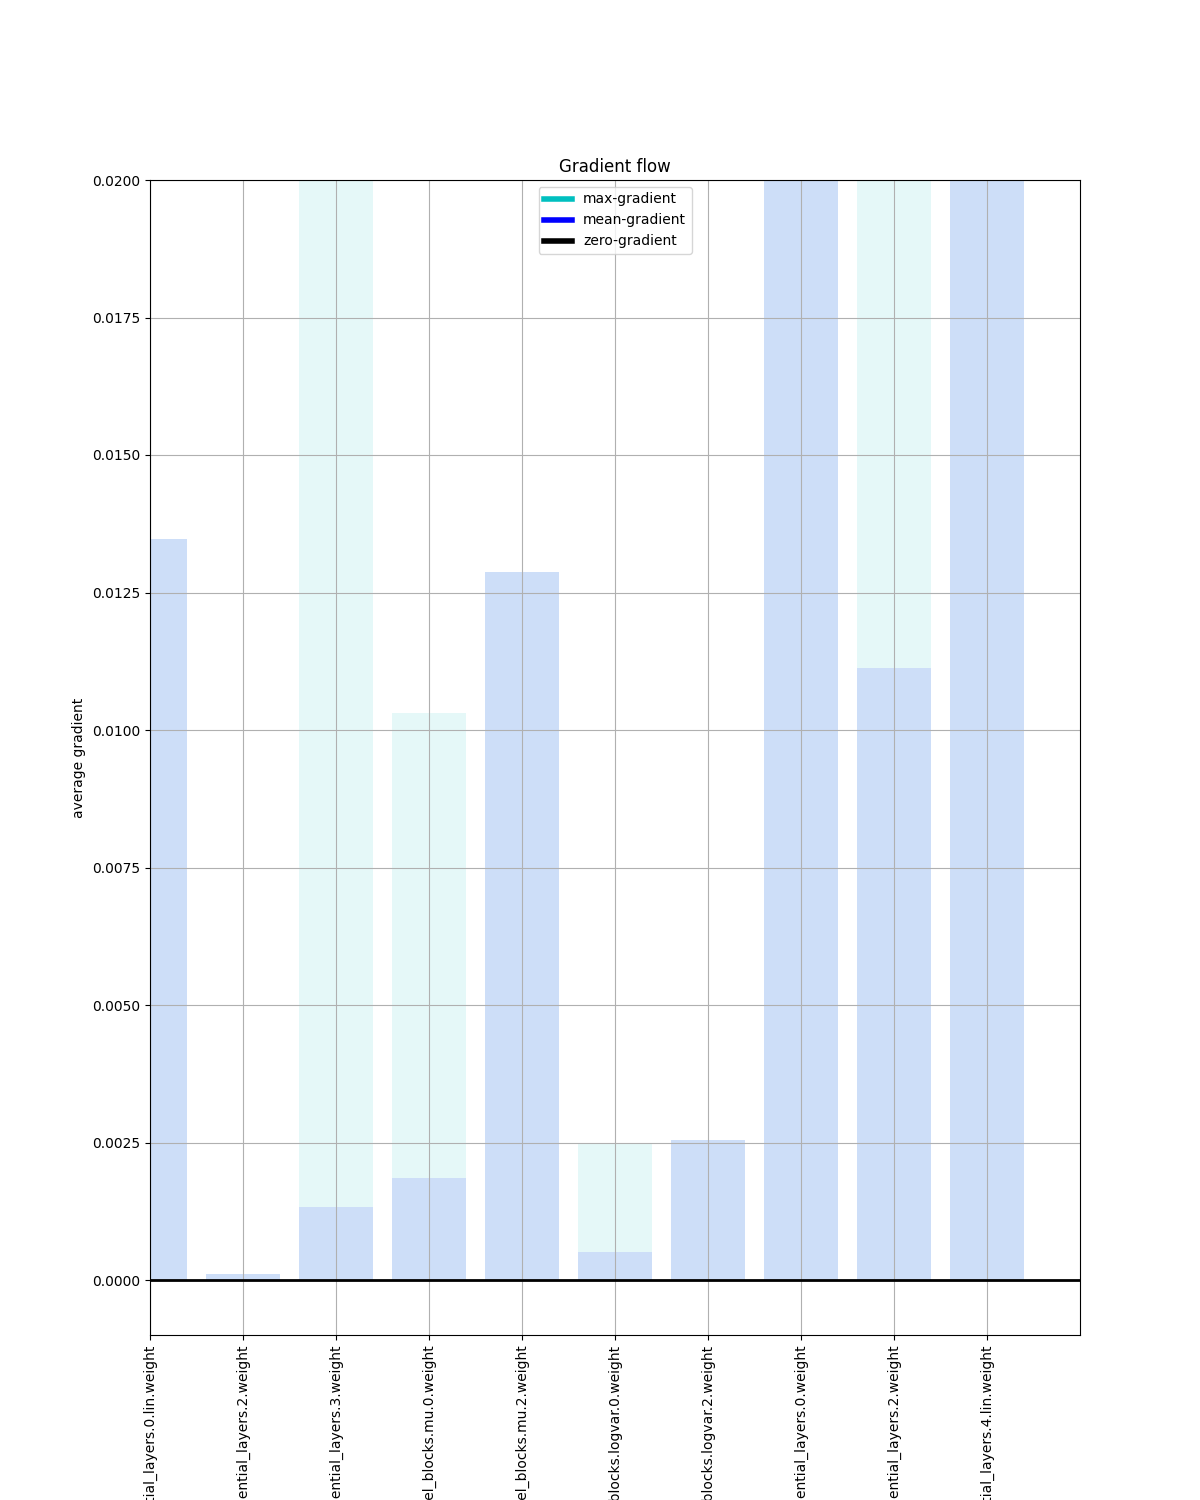 Gradient flow
max-gradient
mean-gradient
zero-gradient
0.0200
0.0175
0.0150
0.0125
0.0100
0.0075
0.0050
0.0025
0.0000
average gradient
tial_layers.0.lin.weight
ential_layers.2.weight
ential_layers.3.weight
el_blocks.mu.0.weight
el_blocks.mu.2.weight
blocks.logvar.0.weight
blocks.logvar.2.weight
ential_layers.0.weight
ential_layers.2.weight
tial_layers.4.lin.weight